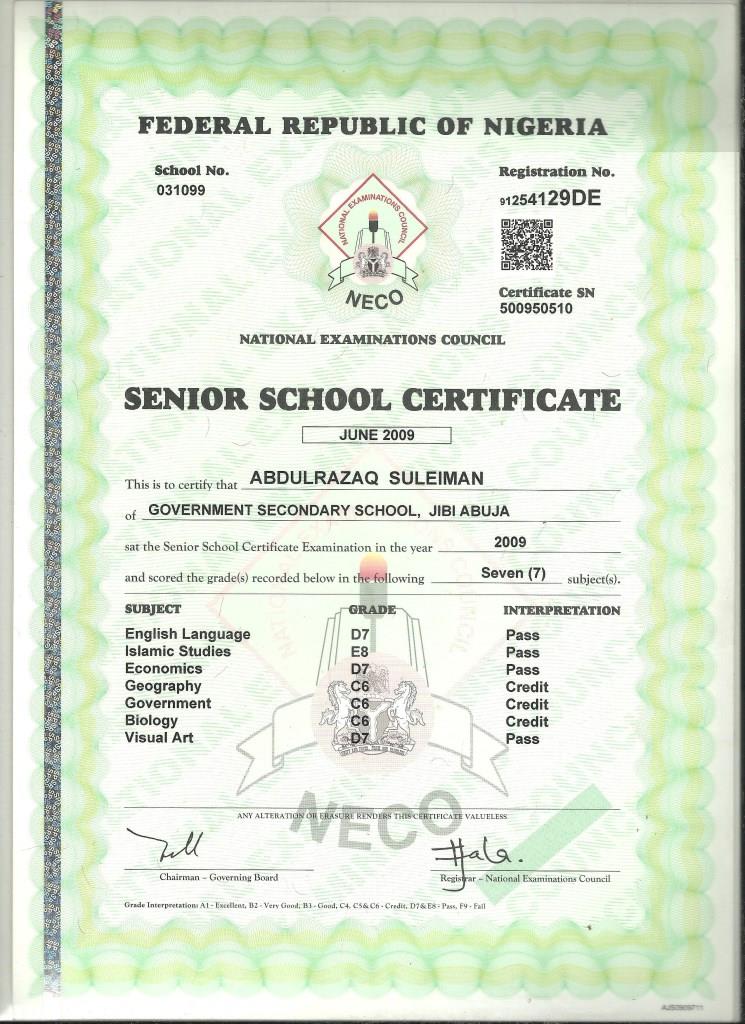 FEDERAL REPUBLIC OF NIGERIA
School No.
031099
Registration No.
91254129DE
NATIONAL EXAMINATIONS COUNCIL
NECO
Certificate SN
500950510
NATIONAL EXAMINATIONS COUNCIL
SENIOR SCHOOL CERTIFICATE
JUNE 2009
This is to certify that ABDULRAZAQ SULEIMAN
of GOVERNMENT SECONDARY SCHOOL, JIBI ABUJA
sat the Senior School Certificate Examination in the year 2009
and scored the grade(s) recorded below in the following Seven (7) subject(s).
SUBJECT GRADE INTERPRETATION
English Language D7 Pass
Islamic Studies E8 Pass
Economics D7 Pass
Geography C6 Credit
Government C6 Credit
Biology C6 Credit
Visual Art D7 Pass
NECO
ANY ALTERATION OR ERASURE RENDERS THIS CERTIFICATE VALUELESS
Chairman – Governing Board
Registrar – National Examinations Council
Grade Interpretation: A1 - Excellent, B2 - Very Good, B3 - Good, C4, C5 & C6 - Credit, D7 & E8 - Pass, F9 - Fail